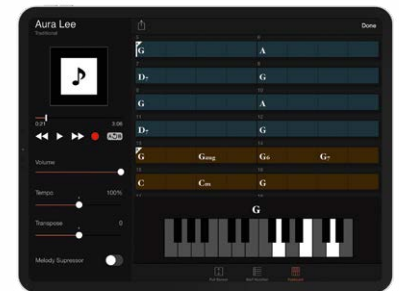 Aura Lee
Traditional
Done
G A
D7 G
G A
D7 G
G Gaug G6 G7
C Cm G
0:21 3:06
Volume
Tempo 100%
Transpose 0
G
Melody Supressor